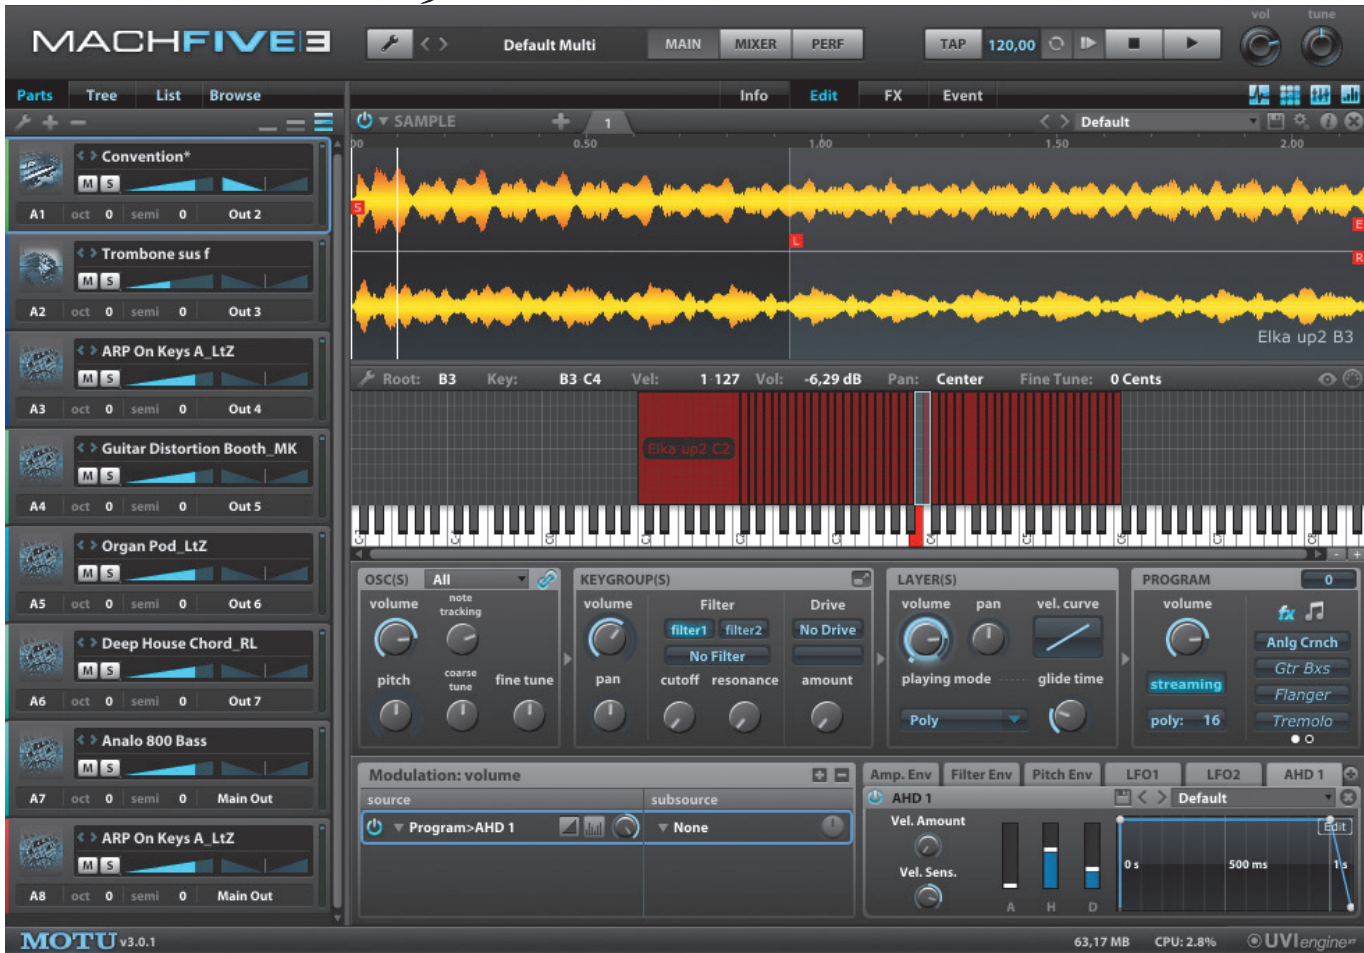 MACHFIVE 3
Default Multi
MAIN MIXER PERF
TAP 120,00
vol tune
Parts Tree List Browse
Info Edit FX Event
SAMPLE
1
Default
0.50 1.00 1.50 2.00
S
L
E
R
Elka up2 B3
Root: B3 Key: B3-C4 Vel: 1-127 Vol: -6,29 dB Pan: Center Fine Tune: 0 Cents
Elka up2 C2
Convention*
M S
A1 oct 0 semi 0 Out 2
Trombone sus f
M S
A2 oct 0 semi 0 Out 3
ARP On Keys A_LtZ
M S
A3 oct 0 semi 0 Out 4
Guitar Distortion Booth_MK
M S
A4 oct 0 semi 0 Out 5
Organ Pod_LtZ
M S
A5 oct 0 semi 0 Out 6
Deep House Chord_RL
M S
A6 oct 0 semi 0 Out 7
Analo 800 Bass
M S
A7 oct 0 semi 0 Main Out
ARP On Keys A_LtZ
M S
A8 oct 0 semi 0 Main Out
OSC(S) All
volume note tracking
pitch coarse tune fine tune
KEYGROUP(S)
volume Filter Drive
filter1 filter2 No Drive
No Filter
pan cutoff resonance amount
LAYER(S)
volume pan vel. curve
playing mode glide time
Poly
PROGRAM 0
volume fx
Anlg Crnch
Gtr Bxs
streaming
Flanger
poly: 16 Tremolo
Modulation: volume
source subsource
Program>AHD 1 None
Amp. Env Filter Env Pitch Env LFO1 LFO2 AHD 1
AHD 1 Default
Vel. Amount
Vel. Sens.
A H D
Edit
0 s 500 ms 1 s
MOTU v3.0.1
63,17 MB CPU: 2.8% UVIengine